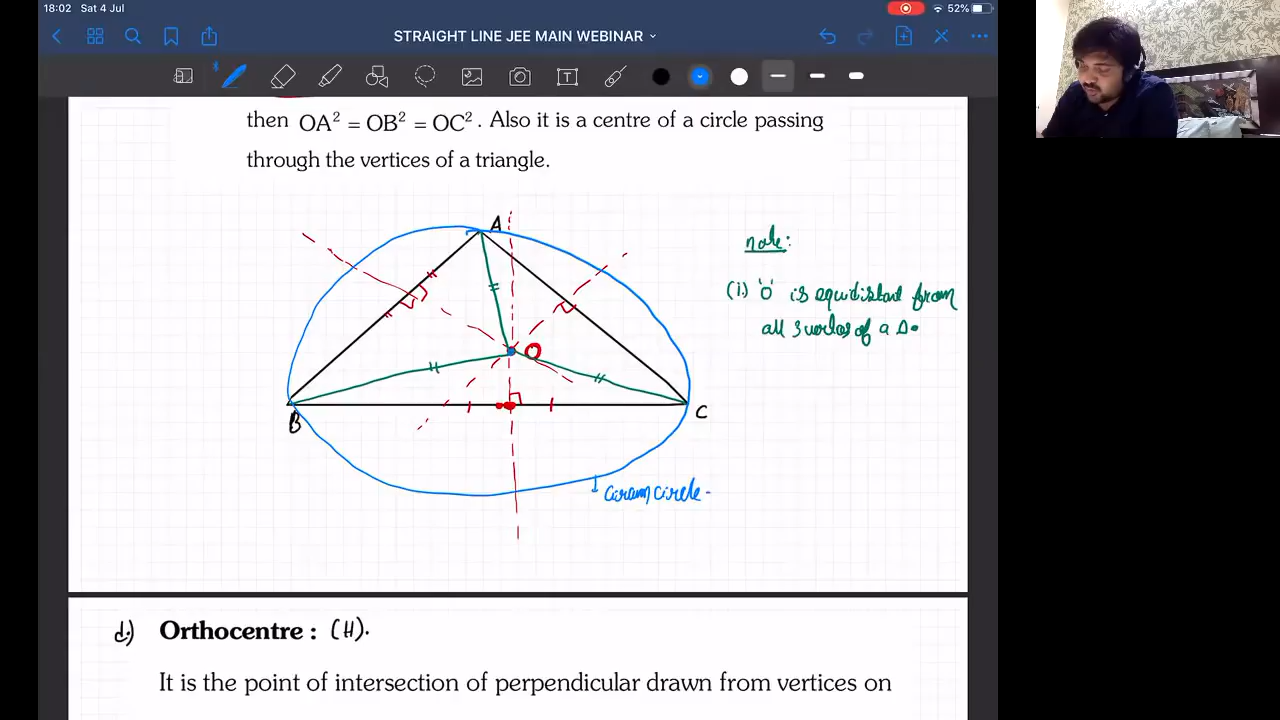 18:02 Sat 4 Jul
52%
STRAIGHT LINE JEE MAIN WEBINAR
T
then OA² = OB² = OC². Also it is a centre of a circle passing
through the vertices of a triangle.
A
note:
(i.) 'O' is equidistant from
all 3 of a Δ.
O
B
C
Circum circle
d.) Orthocentre : (H).
It is the point of intersection of perpendicular drawn from vertices on